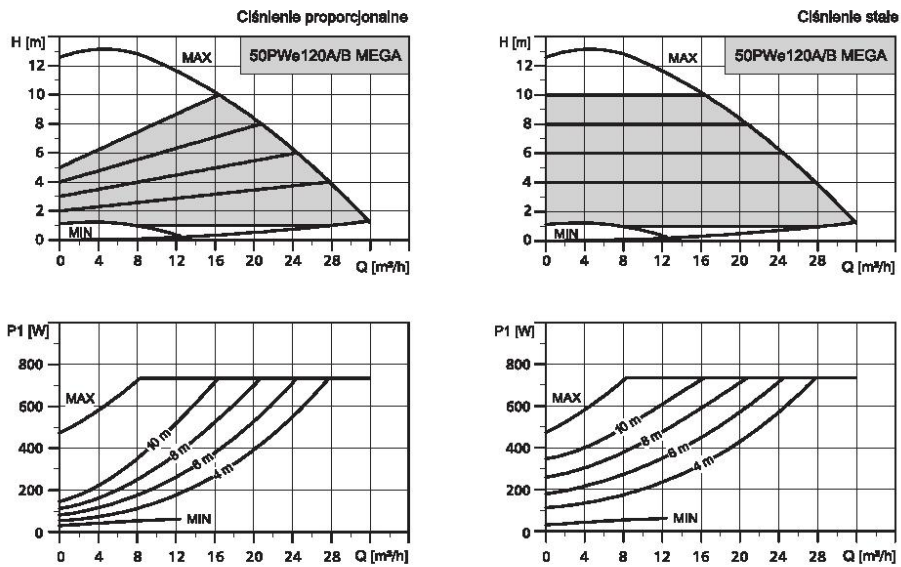 Ciśnienie proporcjonalne
H [m]
50PWe120A/B MEGA
MAX
12
10
8
6
4
2
0
MIN
0 4 8 12 16 20 24 28 Q [m³/h]
Ciśnienie stałe
H [m]
50PWe120A/B MEGA
MAX
12
10
8
6
4
2
0
MIN
0 4 8 12 16 20 24 28 Q [m³/h]
P1 [W]
800
600
400
200
0
MAX
10 m
8 m
6 m
4 m
MIN
0 4 8 12 16 20 24 28 Q [m³/h]
P1 [W]
800
600
400
200
0
MAX
10 m
8 m
6 m
4 m
MIN
0 4 8 12 16 20 24 28 Q [m³/h]